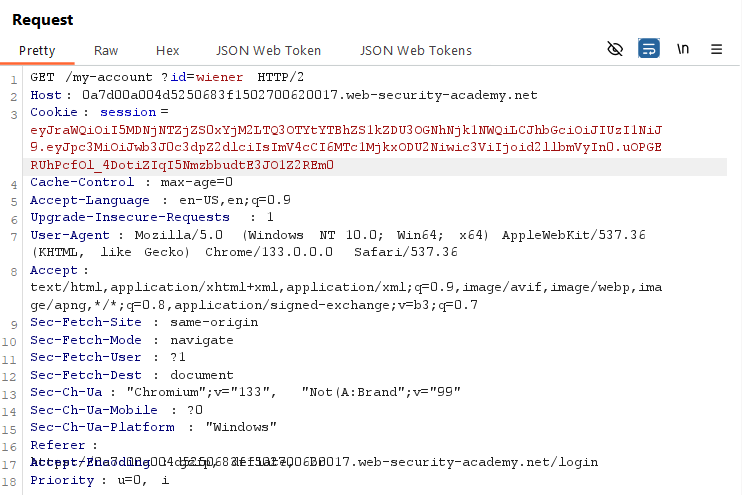 Request
Pretty Raw Hex JSON Web Token JSON Web Tokens \n
1 GET /my-account ?id=wiener HTTP/2
2 Host: 0a7d00a004d5250683f1502700620017.web-security-academy.net
3 Cookie: session=
eyJraWQiOiI5MDNjNTZjZS0xYjM2LTQ3OTYtYTBhZS1kZDU3OGNhNjk1NWQiLCJhbGciOiJIUzI1NiJ
9.eyJpc3MiOiJwb3J0c3dpZ2dlciIsImV4cCI6MTc1MjkxODU2Niwic3ViIjoid2llbmVyIn0.uOPGE
RUhPcfOl_4DotiZIqI5NmzbbudtE3JO1Z2REm0
4 Cache-Control : max-age=0
5 Accept-Language : en-US,en;q=0.9
6 Upgrade-Insecure-Requests : 1
7 User-Agent: Mozilla/5.0 (Windows NT 10.0; Win64; x64) AppleWebKit/537.36
(KHTML, like Gecko) Chrome/133.0.0.0 Safari/537.36
8 Accept:
text/html,application/xhtml+xml,application/xml;q=0.9,image/avif,image/webp,ima
ge/apng,*/*;q=0.8,application/signed-exchange;v=b3;q=0.7
9 Sec-Fetch-Site : same-origin
10 Sec-Fetch-Mode : navigate
11 Sec-Fetch-User : ?1
12 Sec-Fetch-Dest : document
13 Sec-Ch-Ua : "Chromium";v="133", "Not(A:Brand";v="99"
14 Sec-Ch-Ua-Mobile : ?0
15 Sec-Ch-Ua-Platform : "Windows"
16 Referer:
17 Accept-Encoding : gzip, deflate, br 0017.web-security-academy.net/login
18 Priority : u=0, i